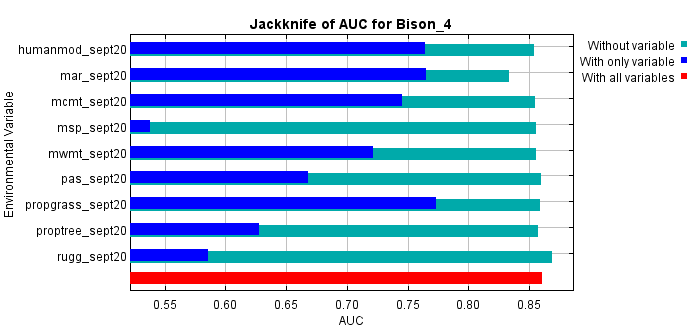 Jackknife of AUC for Bison_4
Environmental Variable
humanmod_sept20
mar_sept20
mcmt_sept20
msp_sept20
mwmt_sept20
pas_sept20
propgrass_sept20
proptree_sept20
rugg_sept20
Without variable
With only variable
With all variables
0.55 0.60 0.65 0.70 0.75 0.80 0.85
AUC